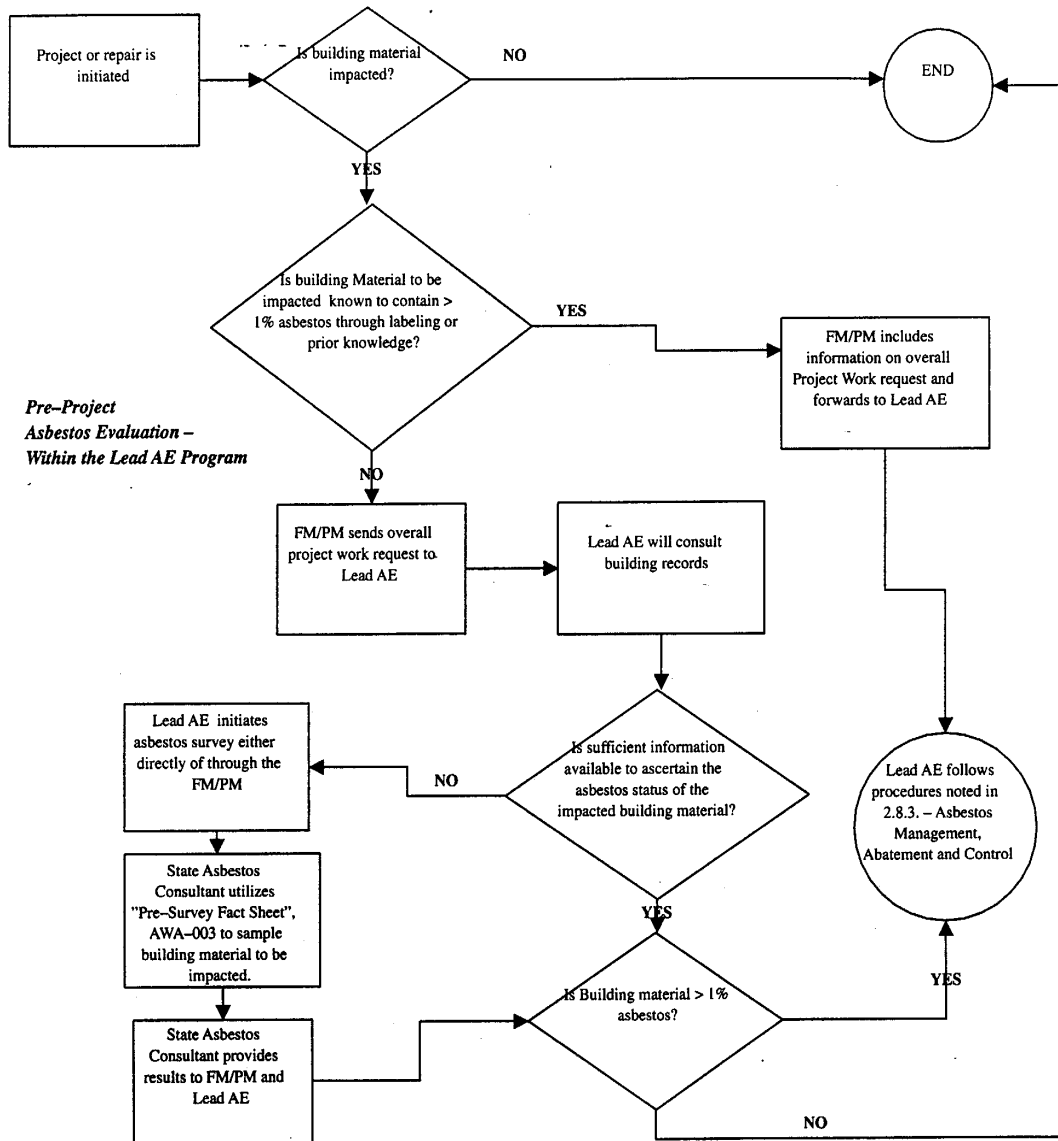 Project or repair is
initiated
Is building material
impacted?
NO
END
YES
Is building Material to be
impacted known to contain >
1% asbestos through labeling or
prior knowledge?
YES
FM/PM includes
information on overall
Project Work request and
forwards to Lead AE
Pre–Project
Asbestos Evaluation –
Within the Lead AE Program
NO
FM/PM sends overall
project work request to
Lead AE
Lead AE will consult
building records
Lead AE initiates
asbestos survey either
directly of through the
FM/PM
NO
Is sufficient information
available to ascertain the
asbestos status of the
impacted building material?
Lead AE follows
procedures noted in
2.8.3. – Asbestos
Management,
Abatement and Control
State Asbestos
Consultant utilizes
"Pre–Survey Fact Sheet",
AWA–003 to sample
building material to be
impacted.
YES
Is Building material > 1%
asbestos?
YES
State Asbestos
Consultant provides
results to FM/PM and
Lead AE
NO